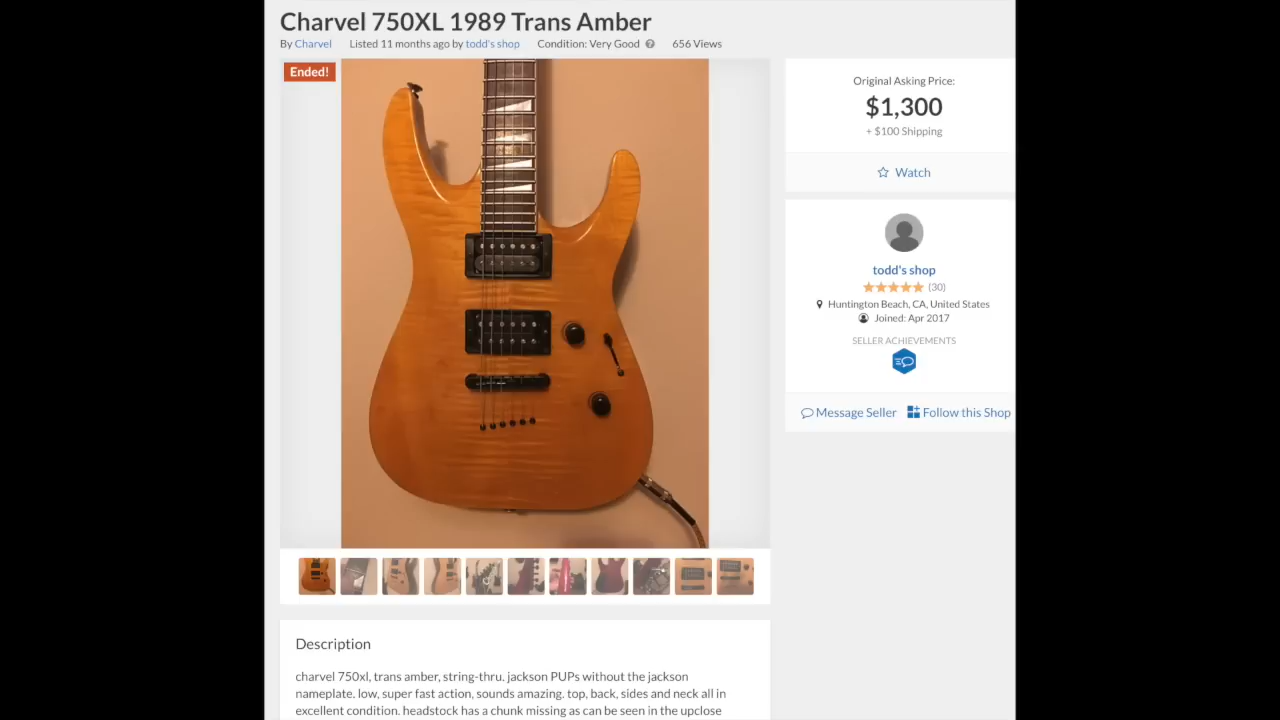 Charvel 750XL 1989 Trans Amber
By Charvel Listed 11 months ago by todd's shop Condition: Very Good 656 Views
Ended!
Original Asking Price:
$1,300
+ $100 Shipping
Watch
todd's shop
(30)
Huntington Beach, CA, United States
Joined: Apr 2017
SELLER ACHIEVEMENTS
Message Seller Follow this Shop
Description
charvel 750xl, trans amber, string-thru. jackson PUPs without the jackson
nameplate. low, super fast action, sounds amazing. top, back, sides and neck all in
excellent condition. headstock has a chunk missing as can be seen in the upclose